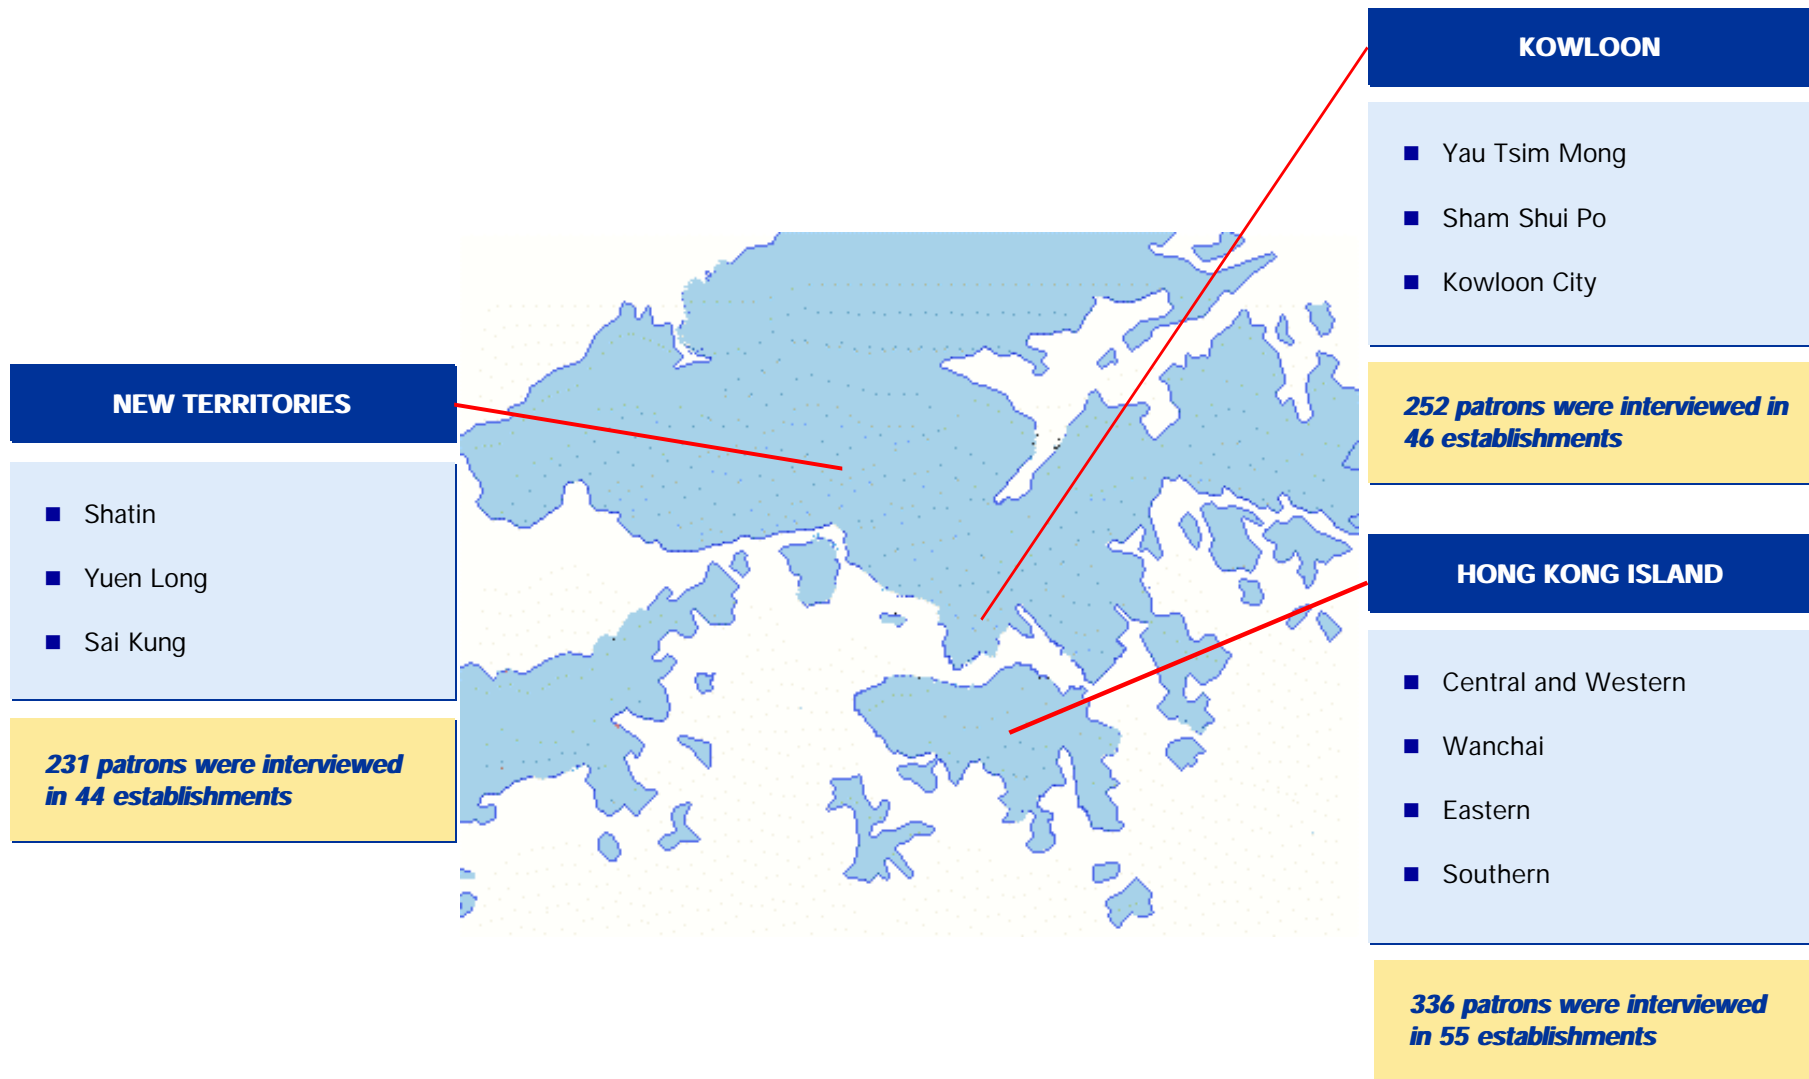 KOWLOON
Yau Tsim Mong
Sham Shui Po
Kowloon City
252 patrons were interviewed in
46 establishments
NEW TERRITORIES
Shatin
Yuen Long
Sai Kung
231 patrons were interviewed
in 44 establishments
HONG KONG ISLAND
Central and Western
Wanchai
Eastern
Southern
336 patrons were interviewed
in 55 establishments